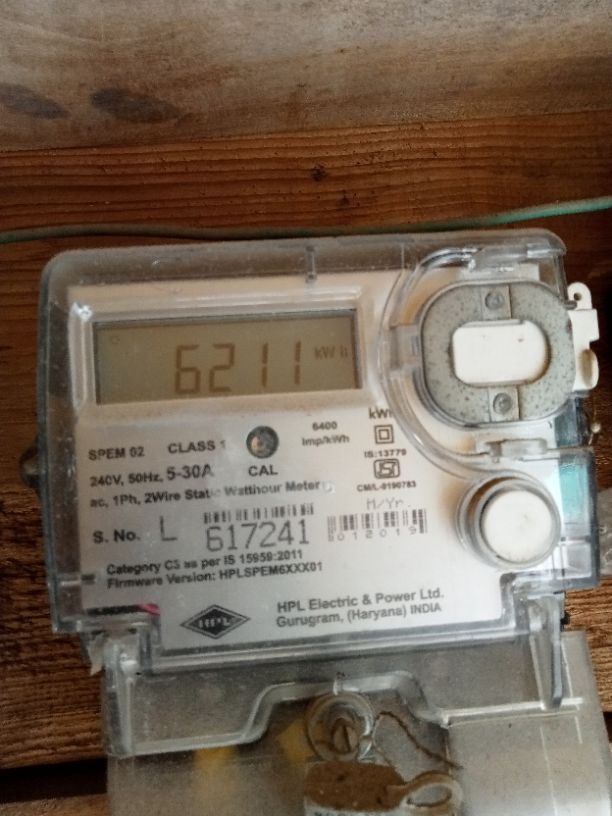 6211 kWh
SPEM 02 CLASS 1
CAL
6400
Imp/kWh
kWh
240V, 50Hz, 5-30A
ac, 1Ph, 2Wire Static Watthour Meter
IS:13779
CM/L-0190783
S. No. L 617241
M/Yr.
012019
Category C3 as per IS 15959:2011
Firmware Version: HPLSPEM6XXX01
HPL
HPL Electric & Power Ltd.
Gurugram, (Haryana) INDIA